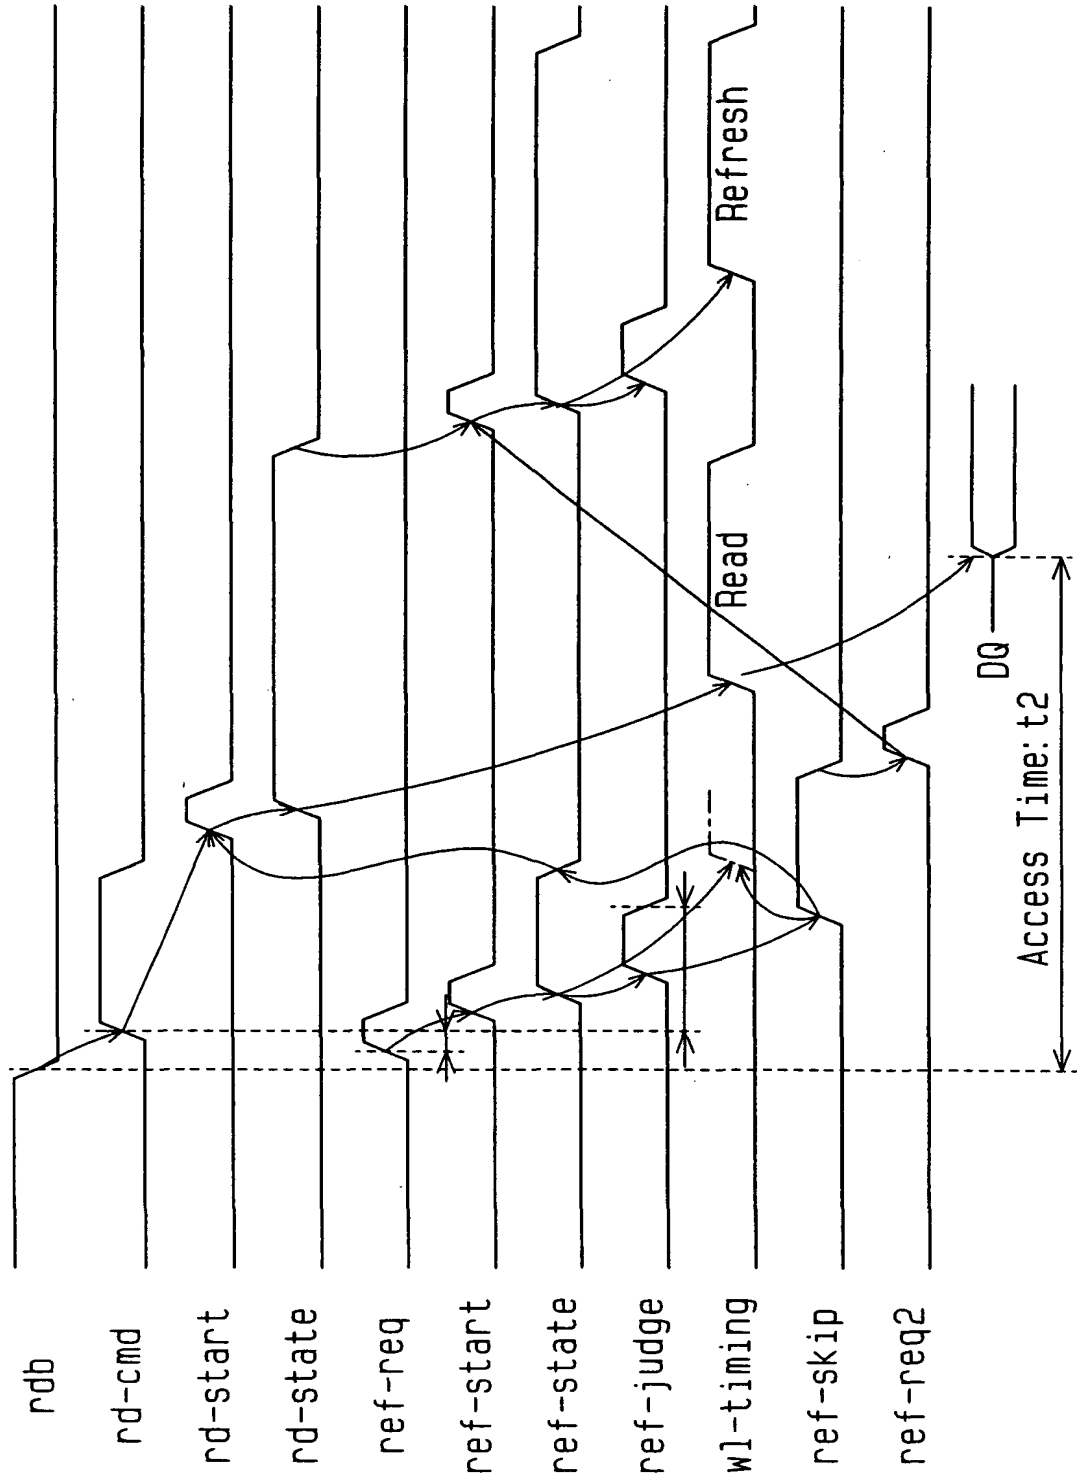 rdb
rd-cmd
rd-start
rd-state
ref-req
ref-start
ref-state
ref-judge
wl-timing
Read
Refresh
ref-skip
ref-req2
DQ
Access Time: t2